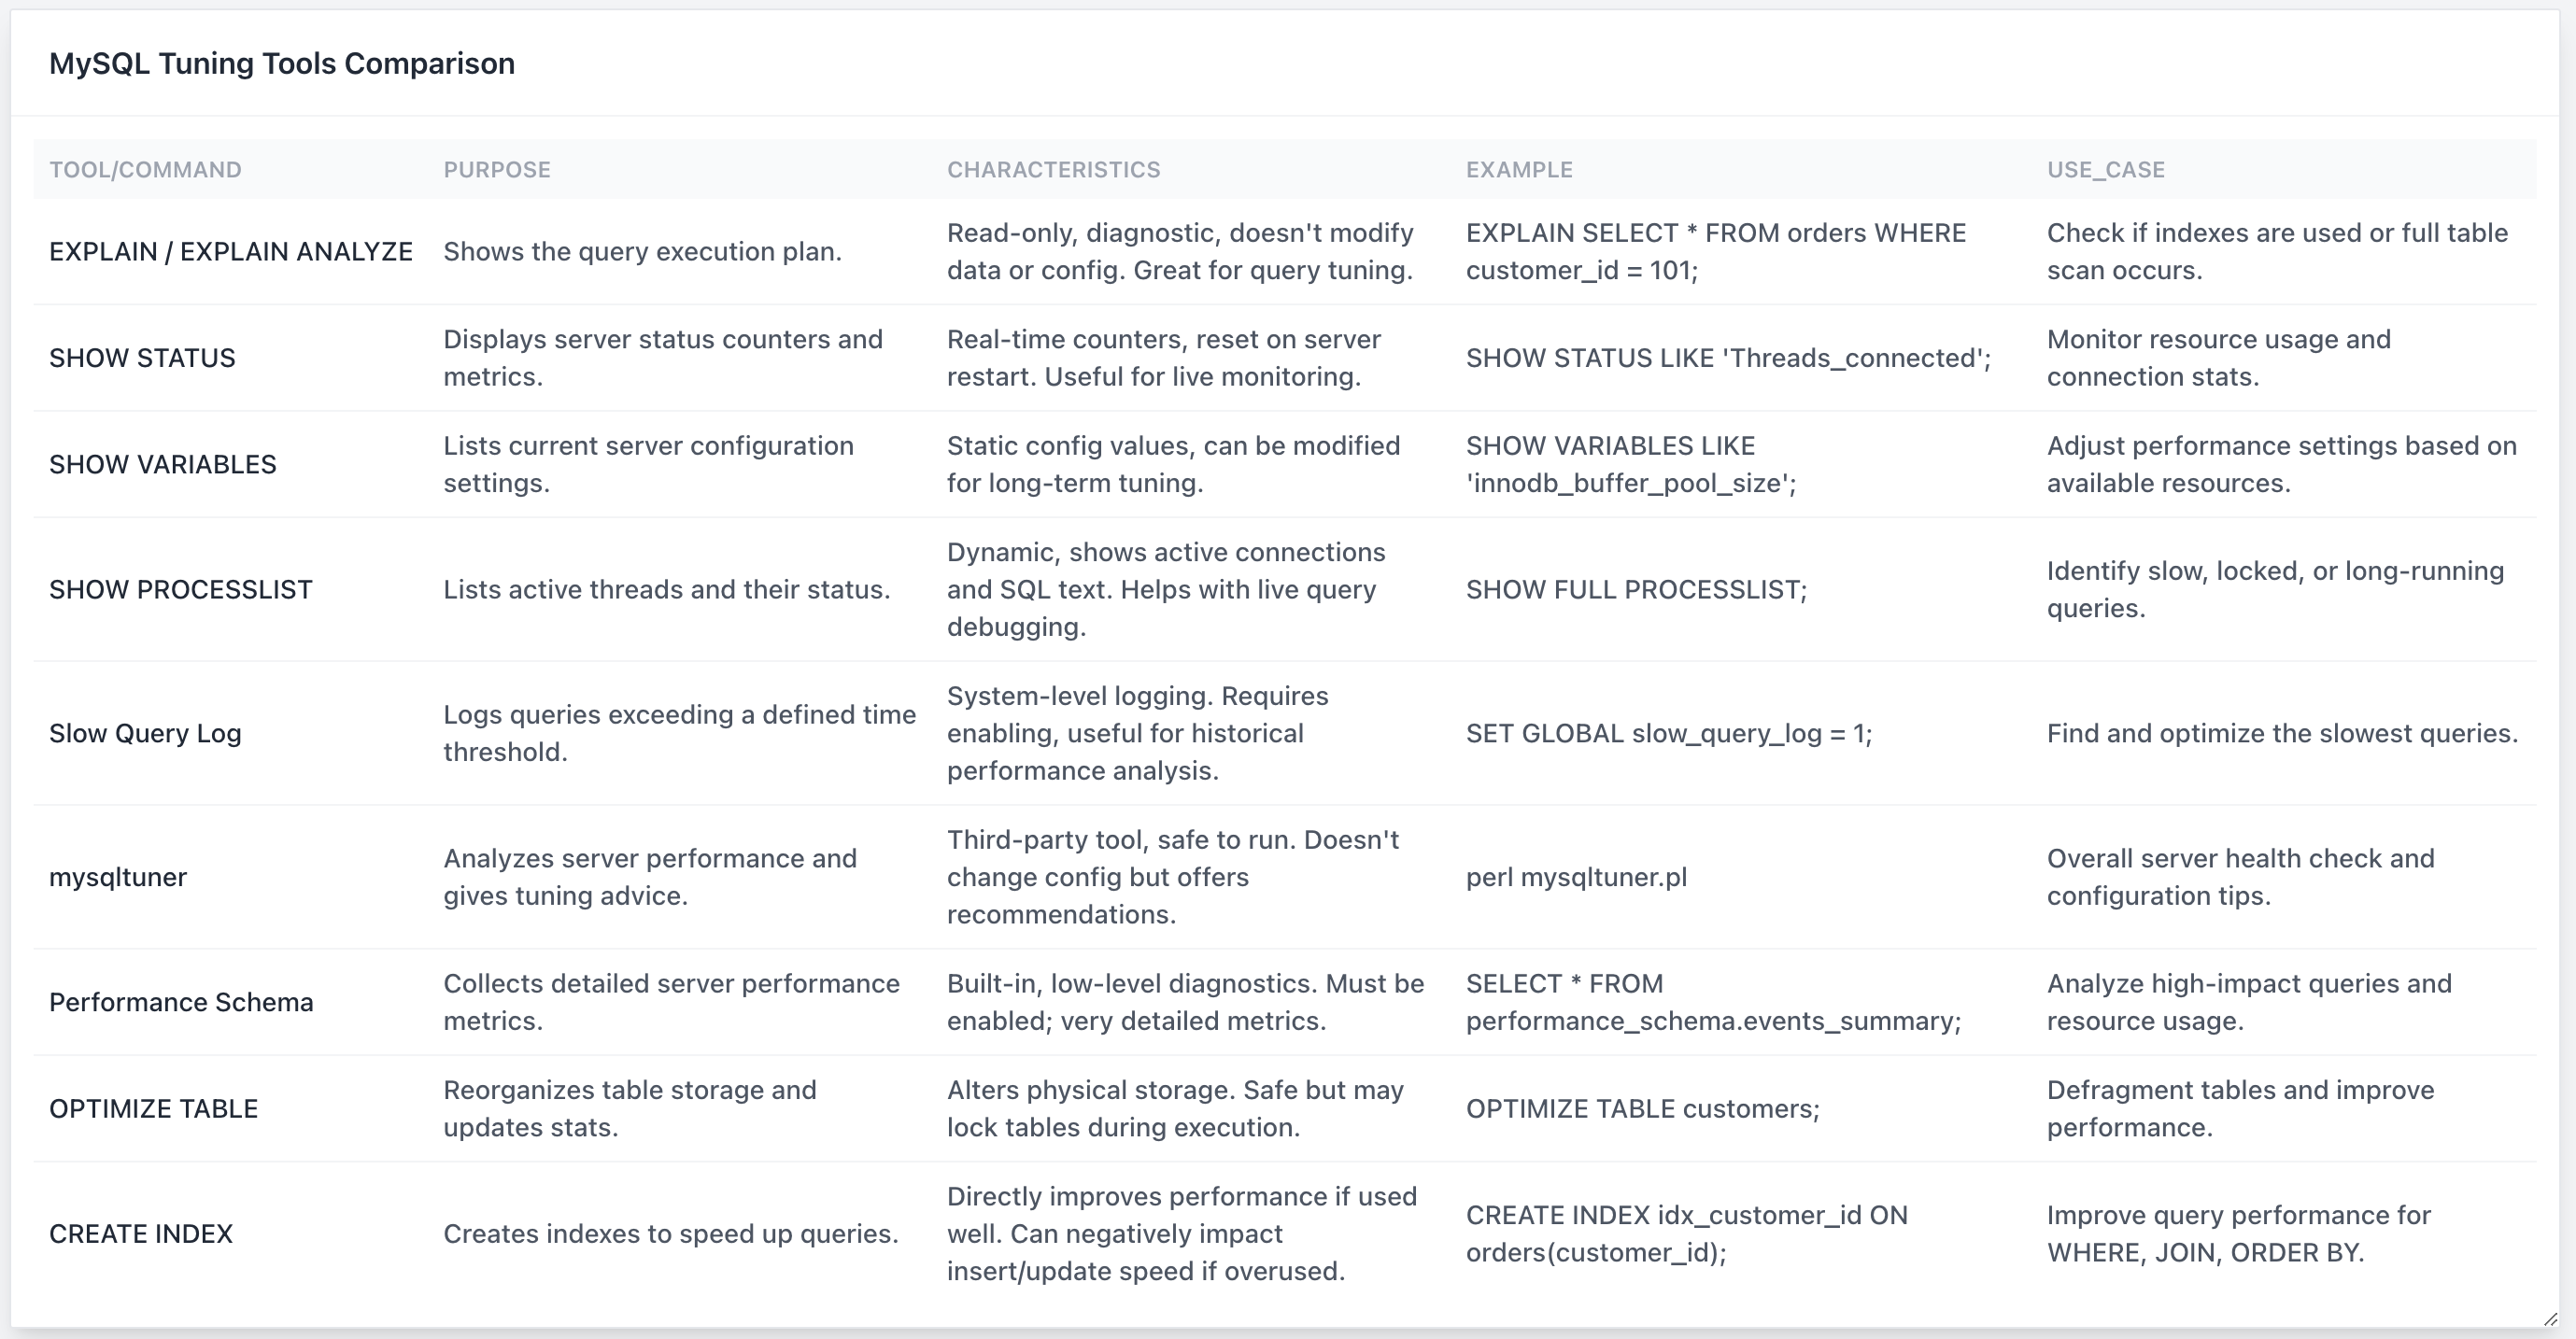 MySQL Tuning Tools Comparison
TOOL/COMMAND
PURPOSE
CHARACTERISTICS
EXAMPLE
USE_CASE
EXPLAIN / EXPLAIN ANALYZE
Shows the query execution plan.
Read-only, diagnostic, doesn't modify
data or config. Great for query tuning.
EXPLAIN SELECT * FROM orders WHERE
customer_id = 101;
Check if indexes are used or full table
scan occurs.
SHOW STATUS
Displays server status counters and
metrics.
Real-time counters, reset on server
restart. Useful for live monitoring.
SHOW STATUS LIKE 'Threads_connected';
Monitor resource usage and
connection stats.
SHOW VARIABLES
Lists current server configuration
settings.
Static config values, can be modified
for long-term tuning.
SHOW VARIABLES LIKE
'innodb_buffer_pool_size';
Adjust performance settings based on
available resources.
SHOW PROCESSLIST
Lists active threads and their status.
Dynamic, shows active connections
and SQL text. Helps with live query
debugging.
SHOW FULL PROCESSLIST;
Identify slow, locked, or long-running
queries.
Slow Query Log
Logs queries exceeding a defined time
threshold.
System-level logging. Requires
enabling, useful for historical
performance analysis.
SET GLOBAL slow_query_log = 1;
Find and optimize the slowest queries.
mysqltuner
Analyzes server performance and
gives tuning advice.
Third-party tool, safe to run. Doesn't
change config but offers
recommendations.
perl mysqltuner.pl
Overall server health check and
configuration tips.
Performance Schema
Collects detailed server performance
metrics.
Built-in, low-level diagnostics. Must be
enabled; very detailed metrics.
SELECT * FROM
performance_schema.events_summary;
Analyze high-impact queries and
resource usage.
OPTIMIZE TABLE
Reorganizes table storage and
updates stats.
Alters physical storage. Safe but may
lock tables during execution.
OPTIMIZE TABLE customers;
Defragment tables and improve
performance.
CREATE INDEX
Creates indexes to speed up queries.
Directly improves performance if used
well. Can negatively impact
insert/update speed if overused.
CREATE INDEX idx_customer_id ON
orders(customer_id);
Improve query performance for
WHERE, JOIN, ORDER BY.